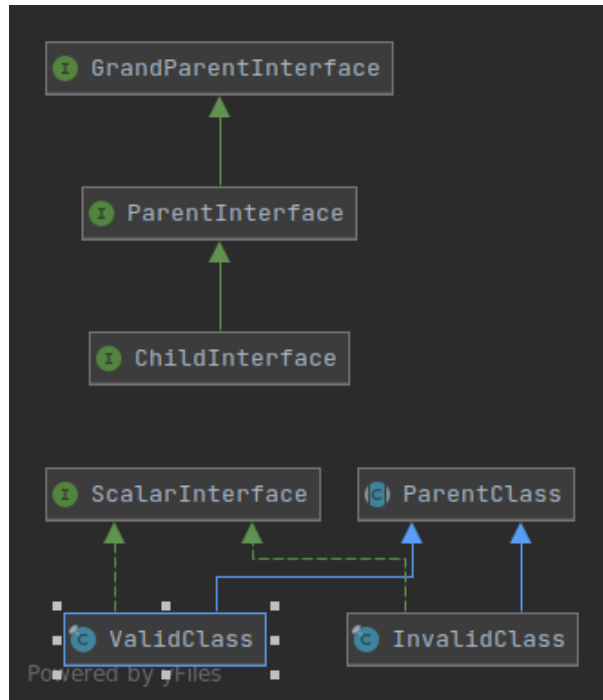 GrandParentInterface
ParentInterface
ChildInterface
ScalarInterface
ParentClass
ValidClass
InvalidClass
Powered by yFiles